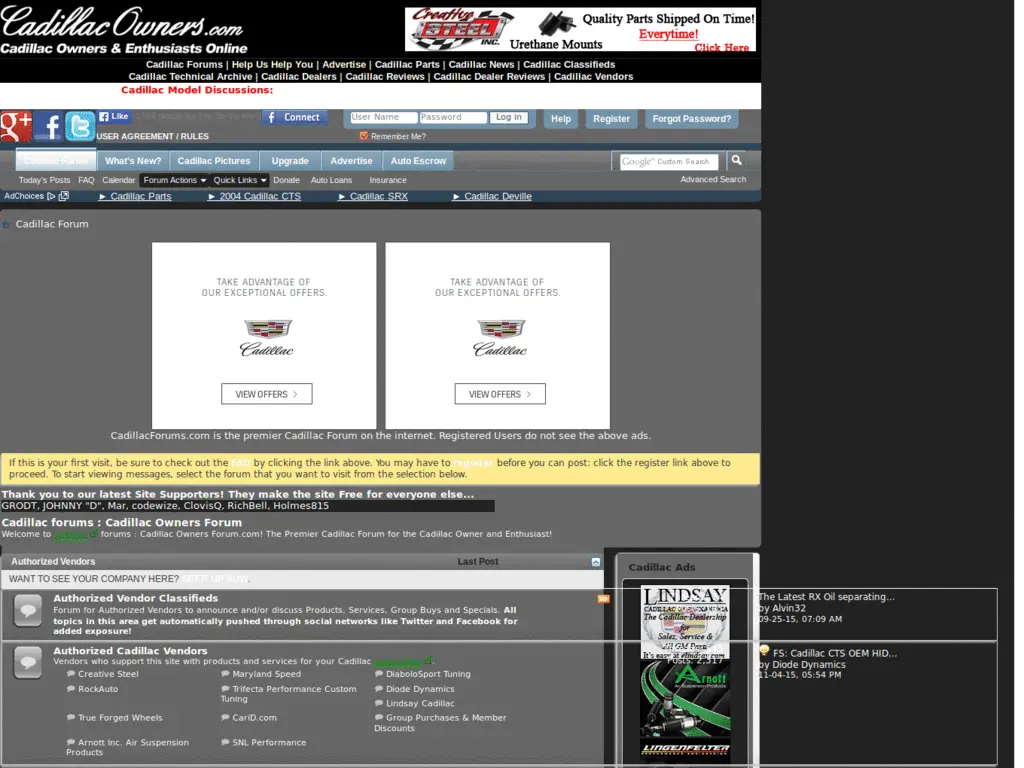 Cadillac Owners.com
Cadillac Owners & Enthusiasts Online
Creative STEEL INC.
Urethane Mounts
Quality Parts Shipped On Time!
Everytime!
Click Here
Cadillac Forums | Help Us Help You | Advertise | Cadillac Parts | Cadillac News | Cadillac Classifieds
Cadillac Technical Archive | Cadillac Dealers | Cadillac Reviews | Cadillac Dealer Reviews | Cadillac Vendors
Cadillac Model Discussions:
Like
Connect
User Name
Password
Log in
Help
Register
Forgot Password?
USER AGREEMENT / RULES
Remember Me?
Cadillac Forum
What's New?
Cadillac Pictures
Upgrade
Advertise
Auto Escrow
Google Custom Search
Today's Posts
FAQ
Calendar
Forum Actions
Quick Links
Donate
Auto Loans
Insurance
Advanced Search
AdChoices
► Cadillac Parts
► 2004 Cadillac CTS
► Cadillac SRX
► Cadillac Deville
Cadillac Forum
TAKE ADVANTAGE OF
OUR EXCEPTIONAL OFFERS.
Cadillac
VIEW OFFERS >
TAKE ADVANTAGE OF
OUR EXCEPTIONAL OFFERS.
Cadillac
VIEW OFFERS >
CadillacForums.com is the premier Cadillac Forum on the internet. Registered Users do not see the above ads.
If this is your first visit, be sure to check out the FAQ by clicking the link above. You may have to register before you can post: click the register link above to
proceed. To start viewing messages, select the forum that you want to visit from the selection below.
Thank you to our latest Site Supporters! They make the site Free for everyone else...
GRODT, JOHNNY "D", Mar, codewize, ClovisQ, RichBell, Holmes815
Cadillac forums : Cadillac Owners Forum
Welcome to forums : Cadillac Owners Forum.com! The Premier Cadillac Forum for the Cadillac Owner and Enthusiast!
Authorized Vendors
Last Post
WANT TO SEE YOUR COMPANY HERE?
Authorized Vendor Classifieds
Forum for Authorized Vendors to announce and/or discuss Products, Services, Group Buys and Specials. All
topics in this area get automatically pushed through social networks like Twitter and Facebook for
added exposure!
Authorized Cadillac Vendors
Vendors who support this site with products and services for your Cadillac
Creative Steel
Maryland Speed
DiaboloSport Tuning
RockAuto
Trifecta Performance Custom
Tuning
Diode Dynamics
Lindsay Cadillac
True Forged Wheels
CariD.com
Group Purchases & Member
Discounts
Arnott Inc. Air Suspension
Products
SNL Performance
Cadillac Ads
LINDSAY
The Cadillac Dealership
for
Sales, Service &
All GM Parts
It's easy at elindsay.com
Posts: 2,317
Arnott
Air Suspension Products
LINGENFELTER
The Latest RX Oil separating...
by Alvin32
09-25-15, 07:09 AM
FS: Cadillac CTS OEM HID...
by Diode Dynamics
11-04-15, 05:54 PM